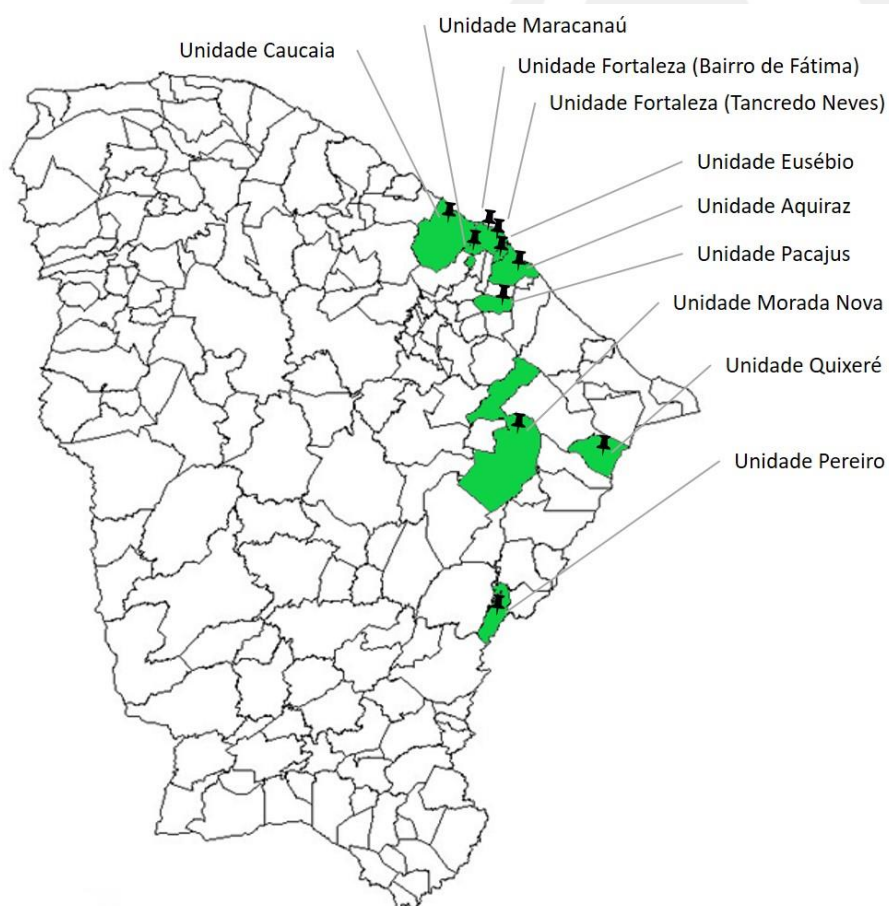 Unidade Maracanaú
Unidade Caucaia
Unidade Fortaleza (Bairro de Fátima)
Unidade Fortaleza (Tancredo Neves)
Unidade Eusébio
Unidade Aquiraz
Unidade Pacajus
Unidade Morada Nova
Unidade Quixeré
Unidade Pereiro